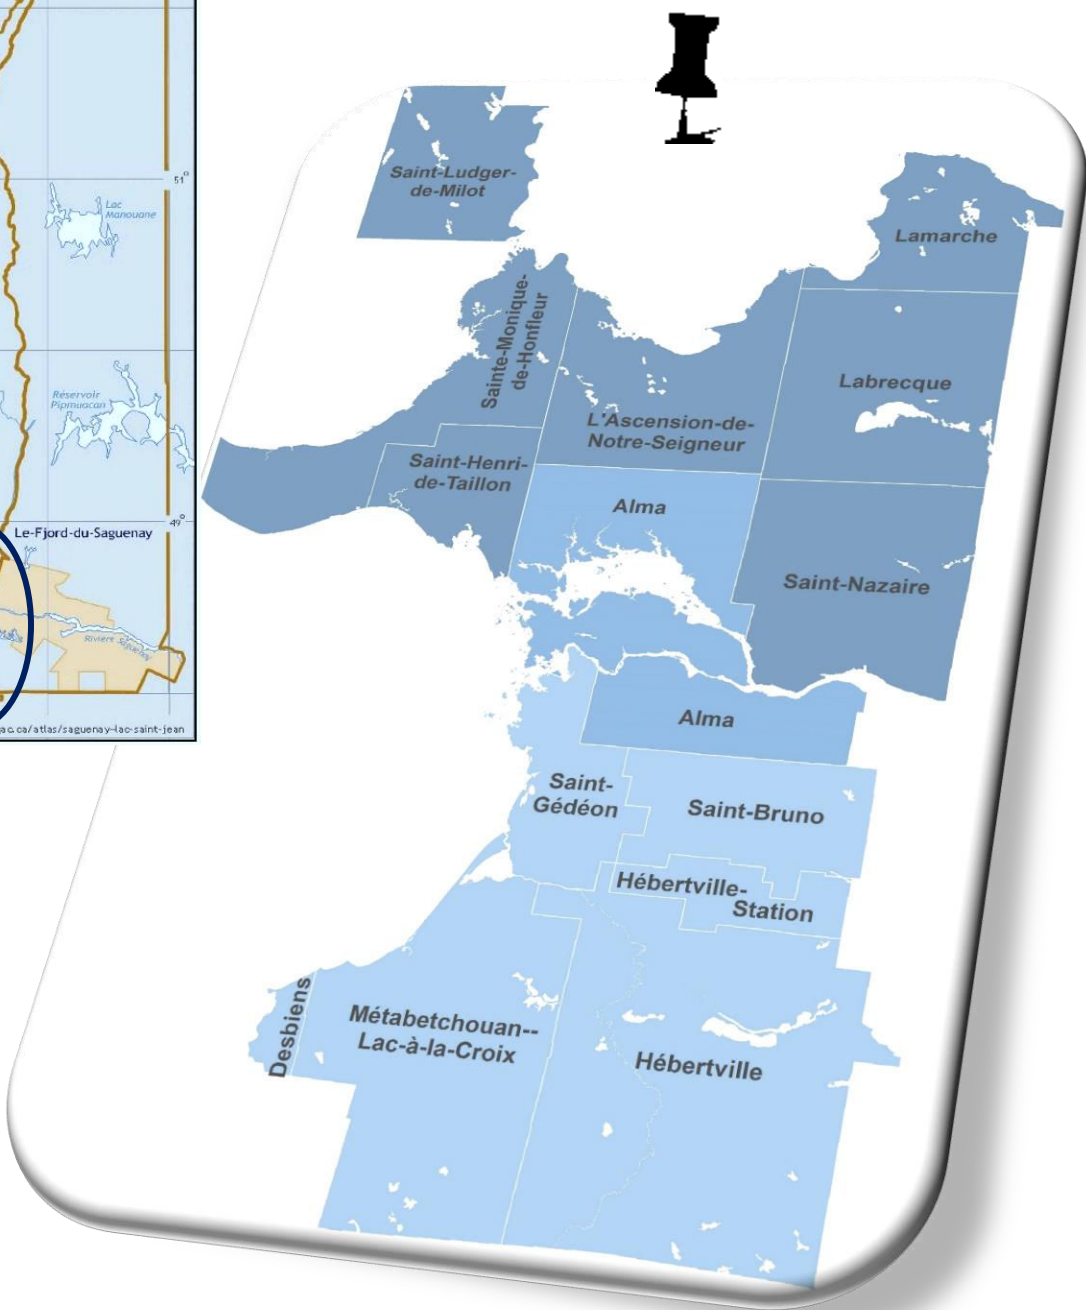 51°
Lac
Manouane
Réservoir
Pipmuacan
49°
Le-Fjord-du-Saguenay
Rivière Saguenay
ac.ca/atlas/saguenay-lac-saint-jean
Saint-Ludger-
de-Milot
Lamarche
Sainte-Monique-
de-Honfleur
Labrecque
L'Ascension-de-
Notre-Seigneur
Saint-Henri-
de-Taillon
Alma
Saint-Nazaire
Alma
Saint-
Gédéon
Saint-Bruno
Hébertville-
Station
Desbiens
Métabetchouan--
Lac-à-la-Croix
Hébertville